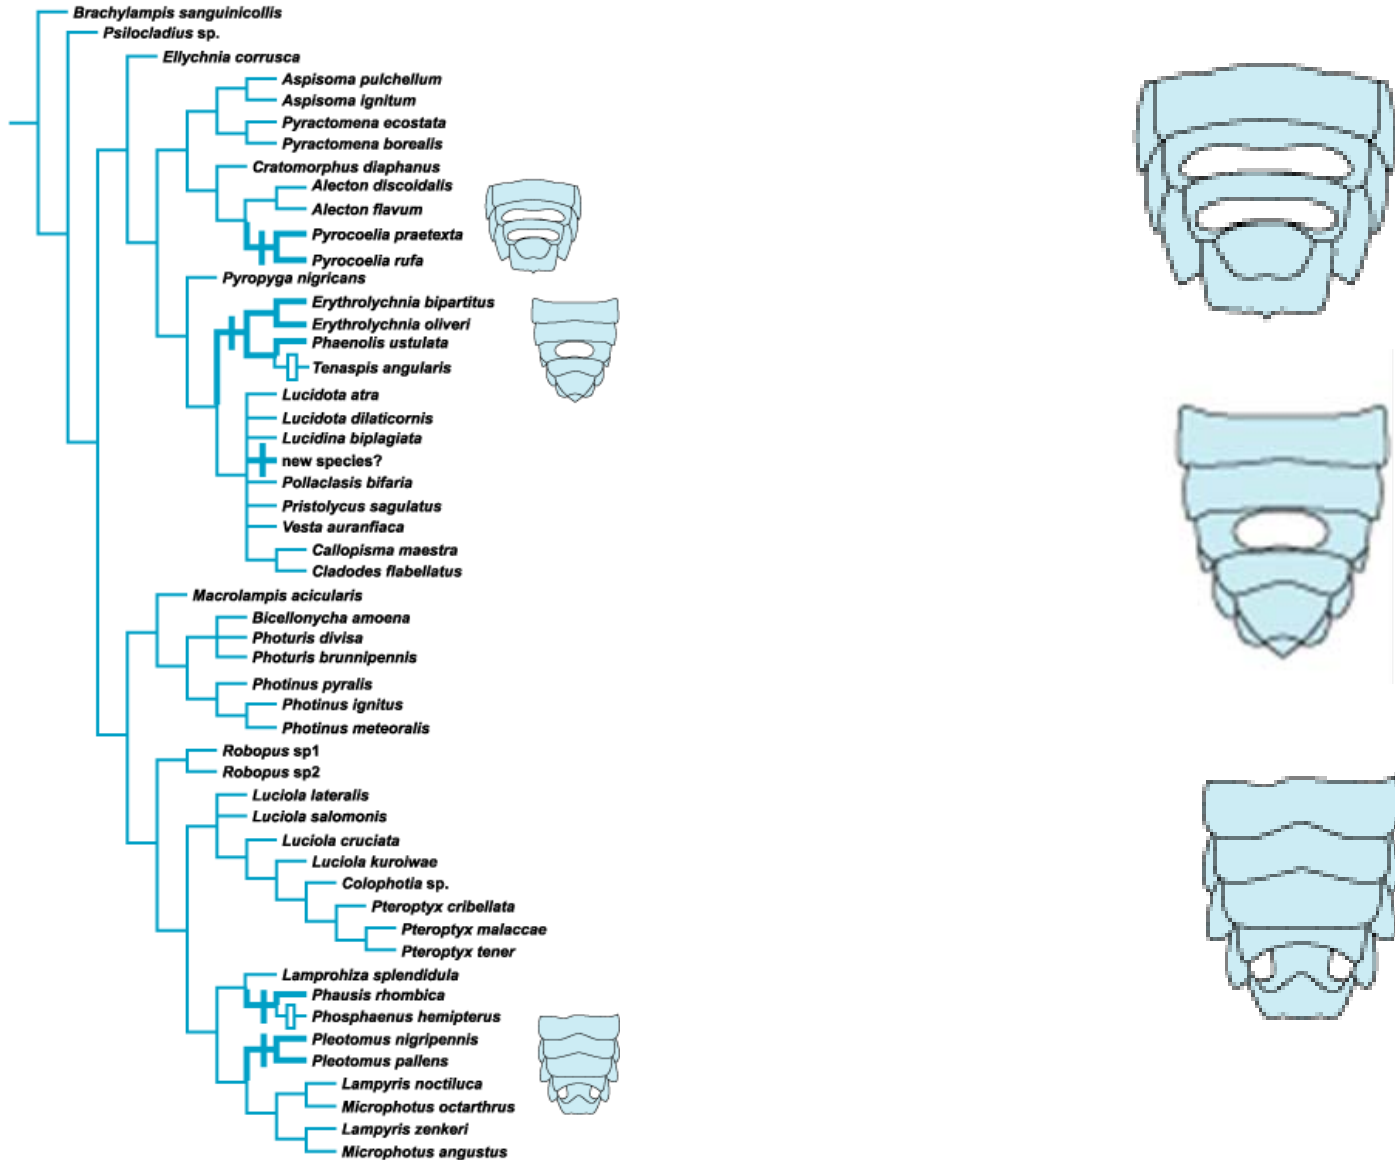 Brachylampis sanguinicollis
Psilocladius sp.
Ellychnia corrusca
Aspisoma pulchellum
Aspisoma ignitum
Pyractomena ecostata
Pyractomena borealis
Cratomorphus diaphanus
Alecton discoidalis
Alecton flavum
Pyrocoelia praetexta
Pyrocoelia rufa
Pyropyga nigricans
Erythrolychnia bipartitus
Erythrolychnia oliveri
Phaenolis ustulata
Tenaspis angularis
Lucidota atra
Lucidota dilaticornis
Lucidina biplagiata
new species?
Pollaclasis bifaria
Pristolycus sagulatus
Vesta auranfiaca
Callopisma maestra
Cladodes flabellatus
Macrolampis acicularis
Bicellonycha amoena
Photuris divisa
Photuris brunnipennis
Photinus pyralis
Photinus ignitus
Photinus meteoralis
Robopus sp1
Robopus sp2
Luciola lateralis
Luciola salomonis
Luciola cruciata
Luciola kuroiwae
Colophotia sp.
Pteroptyx cribellata
Pteroptyx malaccae
Pteroptyx tener
Lamprohiza splendidula
Phausis rhombica
Phosphaenus hemipterus
Pleotomus nigripennis
Pleotomus pallens
Lampyris noctiluca
Microphotus octarthrus
Lampyris zenkeri
Microphotus angustus